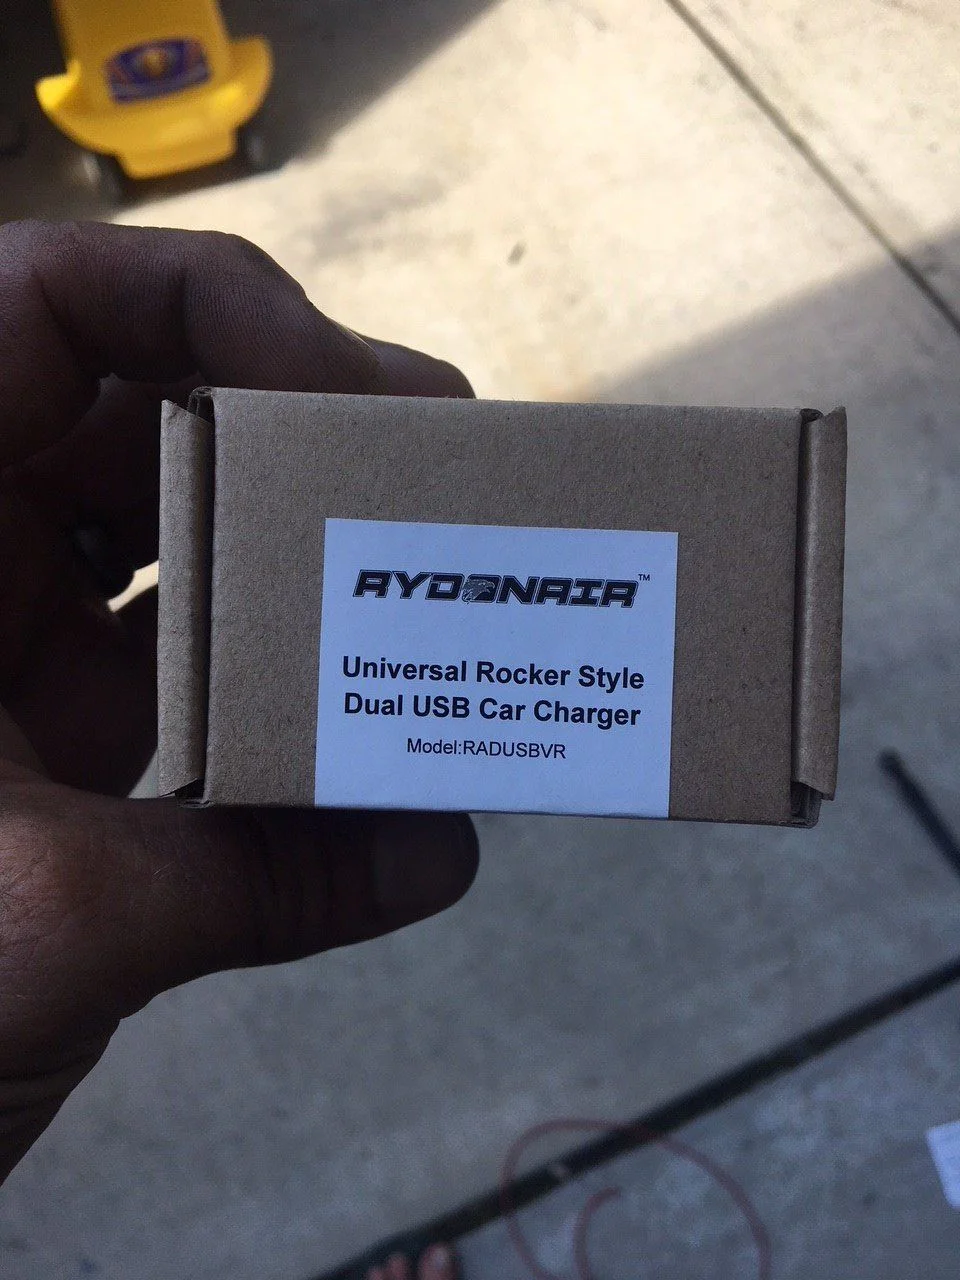 RYDONAIR™
Universal Rocker Style
Dual USB Car Charger
Model:RADUSBVR